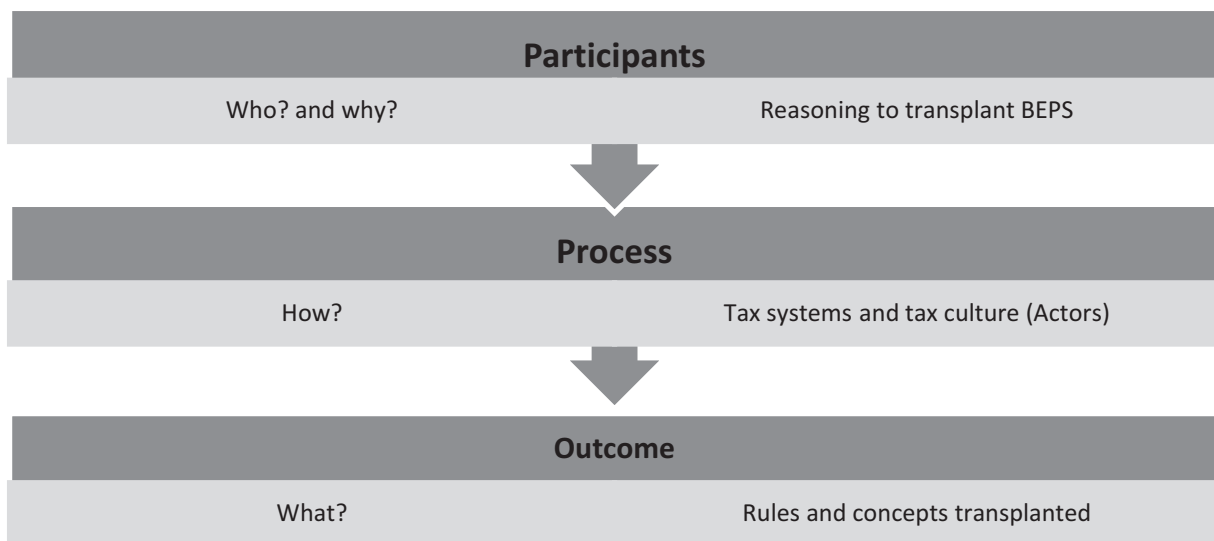 Participants
Who? and why?
Reasoning to transplant BEPS
Process
How?
Tax systems and tax culture (Actors)
Outcome
What?
Rules and concepts transplanted